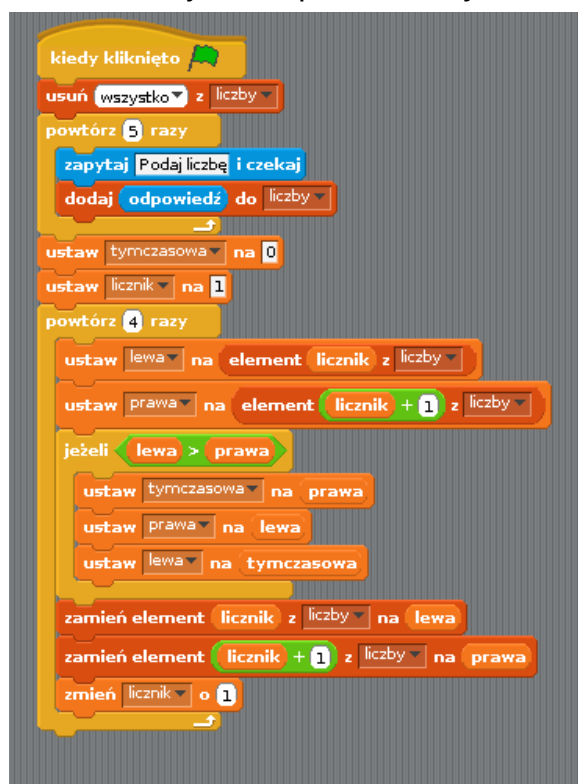 kiedy kliknięto
usuń wszystko z liczby
powtórz 5 razy
zapytaj Podaj liczbę i czekaj
dodaj odpowiedź do liczby
ustaw tymczasowa na 0
ustaw licznik na 1
powtórz 4 razy
ustaw lewa na element licznik z liczby
ustaw prawa na element licznik + 1 z liczby
jeżeli lewa > prawa
ustaw tymczasowa na prawa
ustaw prawa na lewa
ustaw lewa na tymczasowa
zamień element licznik z liczby na lewa
zamień element licznik + 1 z liczby na prawa
zmień licznik o 1